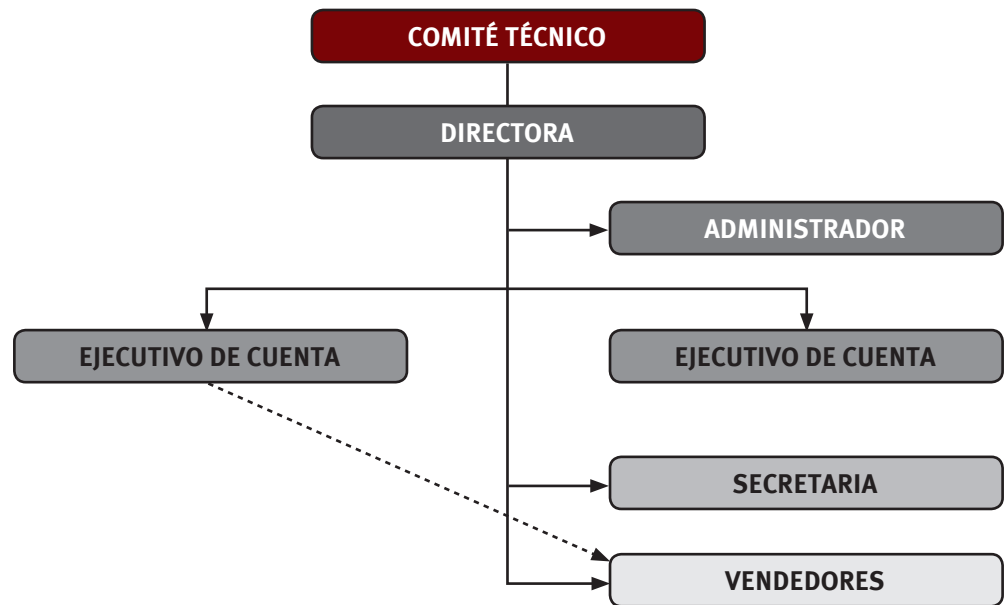 COMITÉ TÉCNICO
DIRECTORA
ADMINISTRADOR
EJECUTIVO DE CUENTA
EJECUTIVO DE CUENTA
SECRETARIA
VENDEDORES